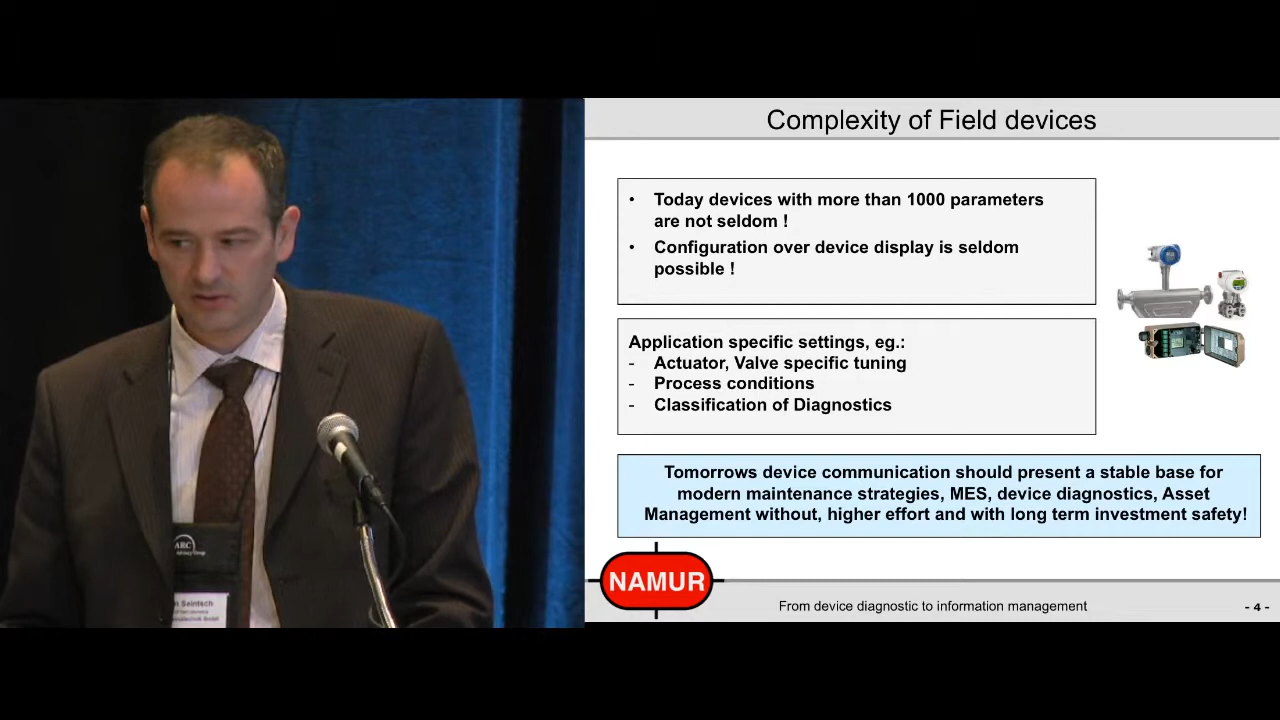 Complexity of Field devices
• Today devices with more than 1000 parameters
are not seldom !
• Configuration over device display is seldom
possible !
Application specific settings, eg.:
- Actuator, Valve specific tuning
- Process conditions
- Classification of Diagnostics
Tomorrows device communication should present a stable base for
modern maintenance strategies, MES, device diagnostics, Asset
Management without, higher effort and with long term investment safety!
NAMUR
From device diagnostic to information management
- 4 -
ARC
Seintsch